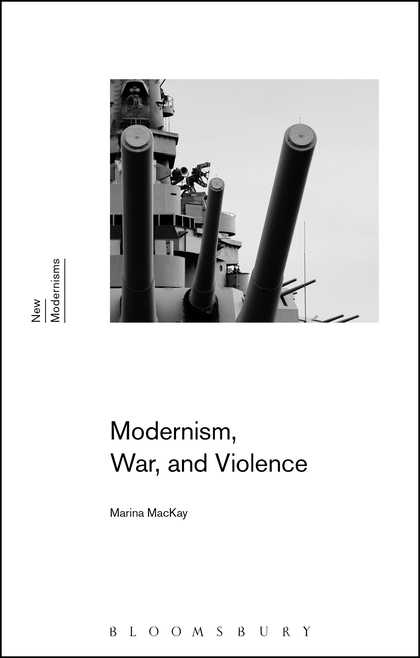 New
Modernisms
Modernism,
War, and Violence
Marina MacKay
BLOOMSBURY